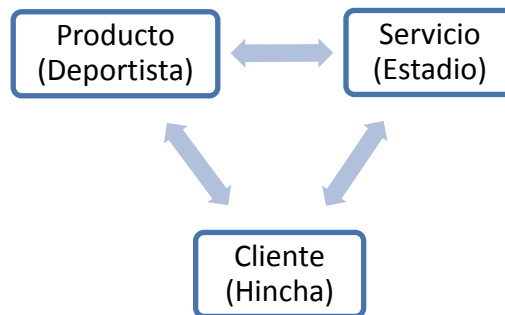 Producto
(Deportista)
Servicio
(Estadio)
Cliente
(Hincha)